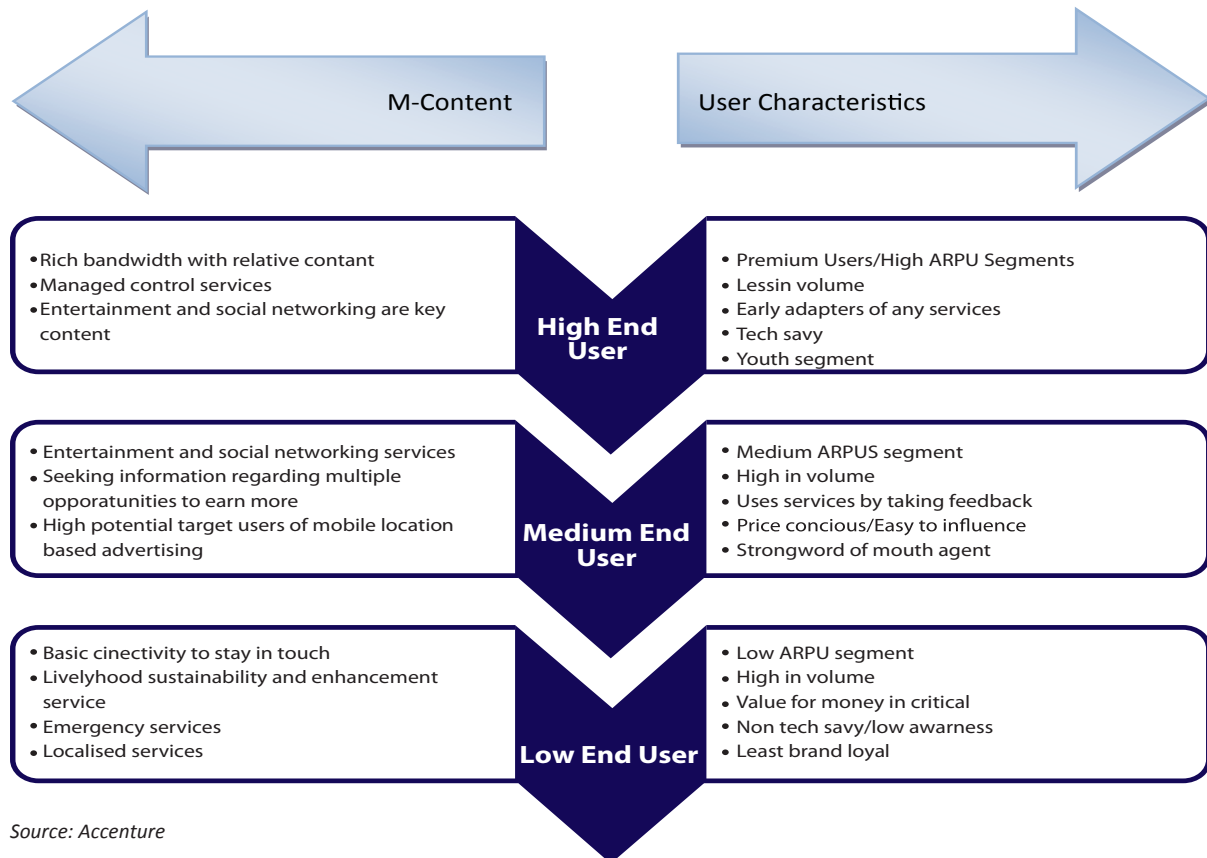 M-Content
User Characteristics
•Rich bandwidth with relative contant
•Managed control services
•Entertainment and social networking are key
content
High End
User
• Premium Users/High ARPU Segments
• Lessin volume
• Early adapters of any services
• Tech savy
• Youth segment
• Entertainment and social networking services
• Seeking information regarding multiple
opporatunities to earn more
• High potential target users of mobile location
based advertising
Medium End
User
• Medium ARPUS segment
• High in volume
• Uses services by taking feedback
• Price concious/Easy to influence
• Strongword of mouth agent
• Basic cinectivity to stay in touch
• Livelyhood sustainability and enhancement
service
• Emergency services
• Localised services
Low End User
• Low ARPU segment
• High in volume
• Value for money in critical
• Non tech savy/low awarness
• Least brand loyal
Source: Accenture